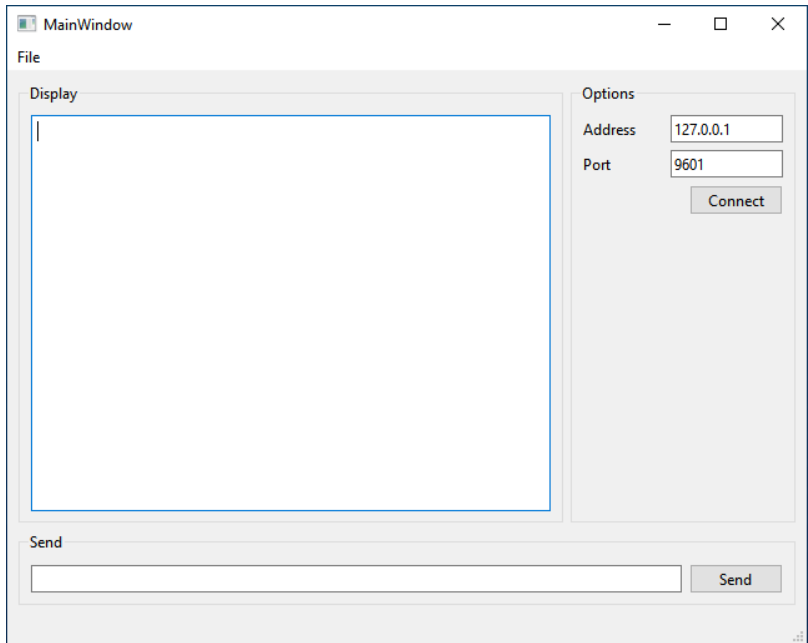 MainWindow
File
Display
Options
Address 127.0.0.1
Port 9601
Connect
Send
Send